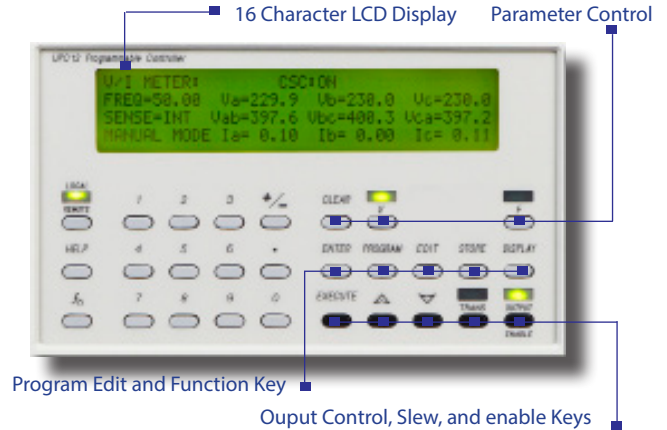 16 Character LCD Display
Parameter Control
UPC12 Programmable Controller
V/I METER: CSC:ON
FREQ=50.00 Va=229.9 Vb=230.0 Vc=230.0
SENSE=INT Vab=397.6 Vbc=400.3 Vca=397.2
MANUAL MODE Ia= 0.10 Ib= 0.00 Ic= 0.11
LOCAL
REMOTE
1 2 3 +/_ CLEAR V F
HELP 4 5 6 . ENTER PROGRAM EDIT STORE DISPLAY
7 8 9 0 EXECUTE TRANS OUTPUT
ENABLE
Program Edit and Function Key
Ouput Control, Slew, and enable Keys